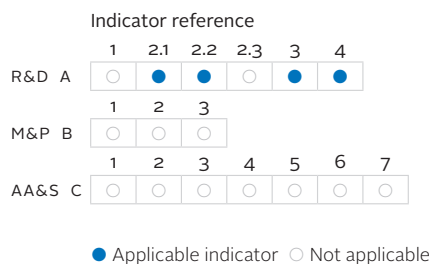 Indicator reference
1 2.1 2.2 2.3 3 4
R&D A
1 2 3
M&P B
1 2 3 4 5 6 7
AA&S C
Applicable indicator Not applicable